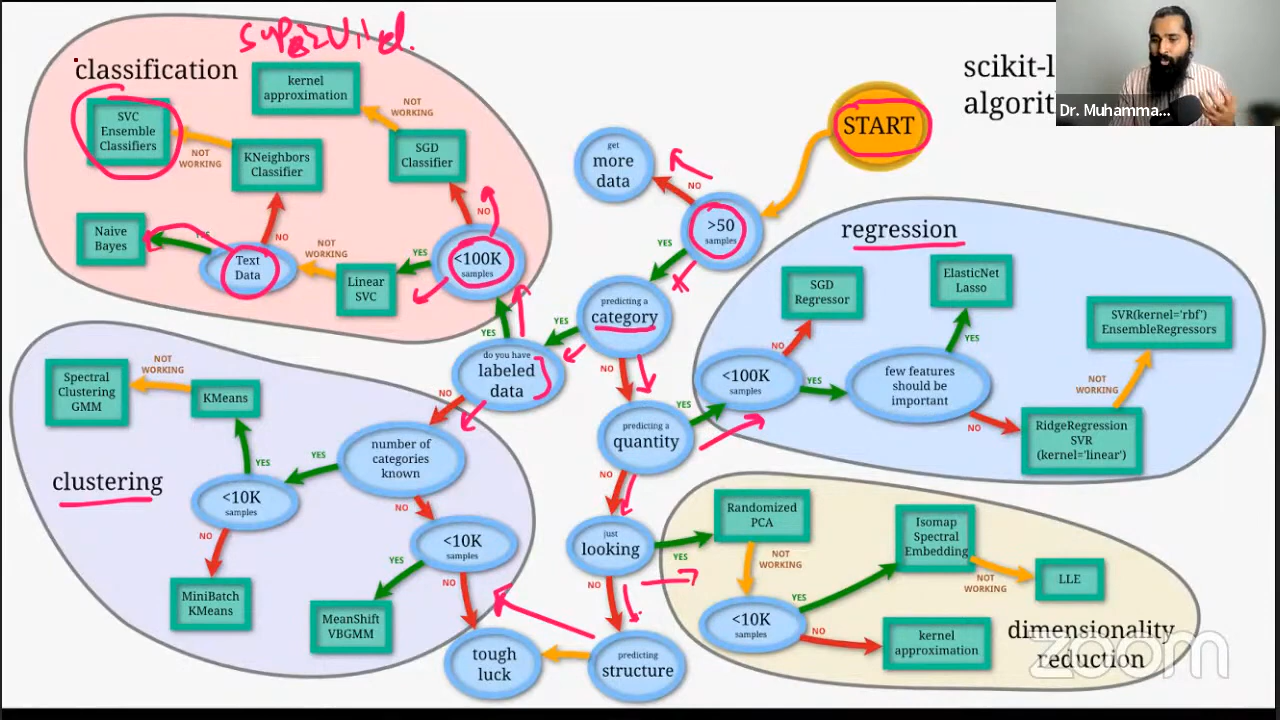 supervised.
classification
kernel
approximation
NOT
WORKING
SVC
Ensemble
Classifiers
NOT
WORKING
KNeighbors
Classifier
SGD
Classifier
NO
Naive
Bayes
YES
Text
Data
NO
NOT
WORKING
Linear
SVC
YES
<100K
samples
YES
START
scikit-l
algorit
Dr. Muhamma...
get
more
data
NO
>50
samples
YES
predicting a
category
YES
NO
do you have
labeled
data
NO
predicting a
quantity
YES
NO
just
looking
YES
NO
predicting
structure
tough
luck
regression
SGD
Regressor
NO
<100K
samples
YES
few features
should be
important
YES
ElasticNet
Lasso
NO
RidgeRegression
SVR
(kernel='linear')
NOT
WORKING
SVR(kernel='rbf')
EnsembleRegressors
clustering
Spectral
Clustering
GMM
NOT
WORKING
KMeans
YES
<10K
samples
NO
MiniBatch
KMeans
number of
categories
known
YES
NO
<10K
samples
YES
NO
MeanShift
VBGMM
Randomized
PCA
NOT
WORKING
<10K
samples
YES
NO
Isomap
Spectral
Embedding
NOT
WORKING
LLE
kernel
approximation
dimensionality
reduction
zoom